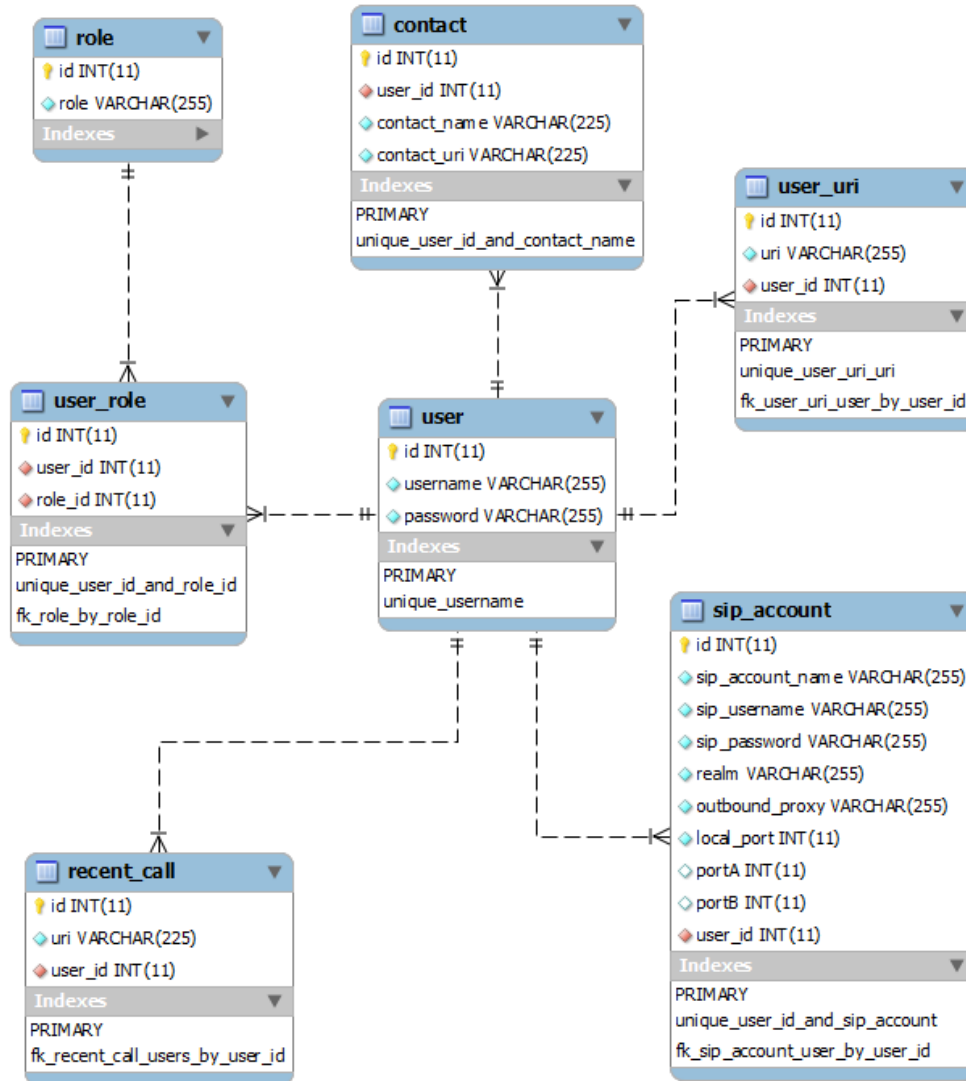 role
id INT(11)
role VARCHAR(255)
Indexes
contact
id INT(11)
user_id INT(11)
contact_name VARCHAR(225)
contact_uri VARCHAR(225)
Indexes
PRIMARY
unique_user_id_and_contact_name
user_uri
id INT(11)
uri VARCHAR(255)
user_id INT(11)
Indexes
PRIMARY
unique_user_uri_uri
fk_user_uri_user_by_user_id
user_role
id INT(11)
user_id INT(11)
role_id INT(11)
Indexes
PRIMARY
unique_user_id_and_role_id
fk_role_by_role_id
user
id INT(11)
username VARCHAR(255)
password VARCHAR(255)
Indexes
PRIMARY
unique_username
sip_account
id INT(11)
sip_account_name VARCHAR(255)
sip_username VARCHAR(255)
sip_password VARCHAR(255)
realm VARCHAR(255)
outbound_proxy VARCHAR(255)
local_port INT(11)
portA INT(11)
portB INT(11)
user_id INT(11)
Indexes
PRIMARY
unique_user_id_and_sip_account
fk_sip_account_user_by_user_id
recent_call
id INT(11)
uri VARCHAR(225)
user_id INT(11)
Indexes
PRIMARY
fk_recent_call_users_by_user_id